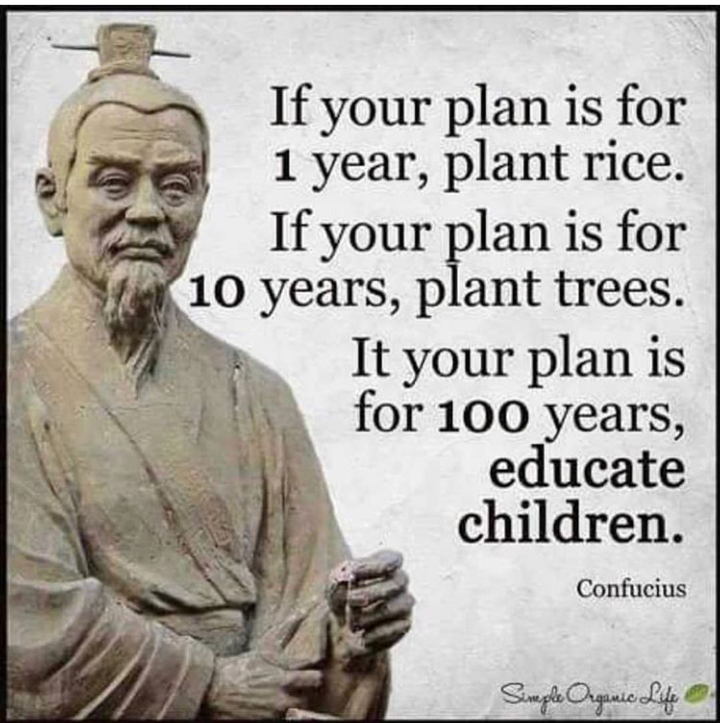 If your plan is for
1 year, plant rice.
If your plan is for
10 years, plant trees.
It your plan is
for 100 years,
educate
children.
Confucius
Simple Organic Life